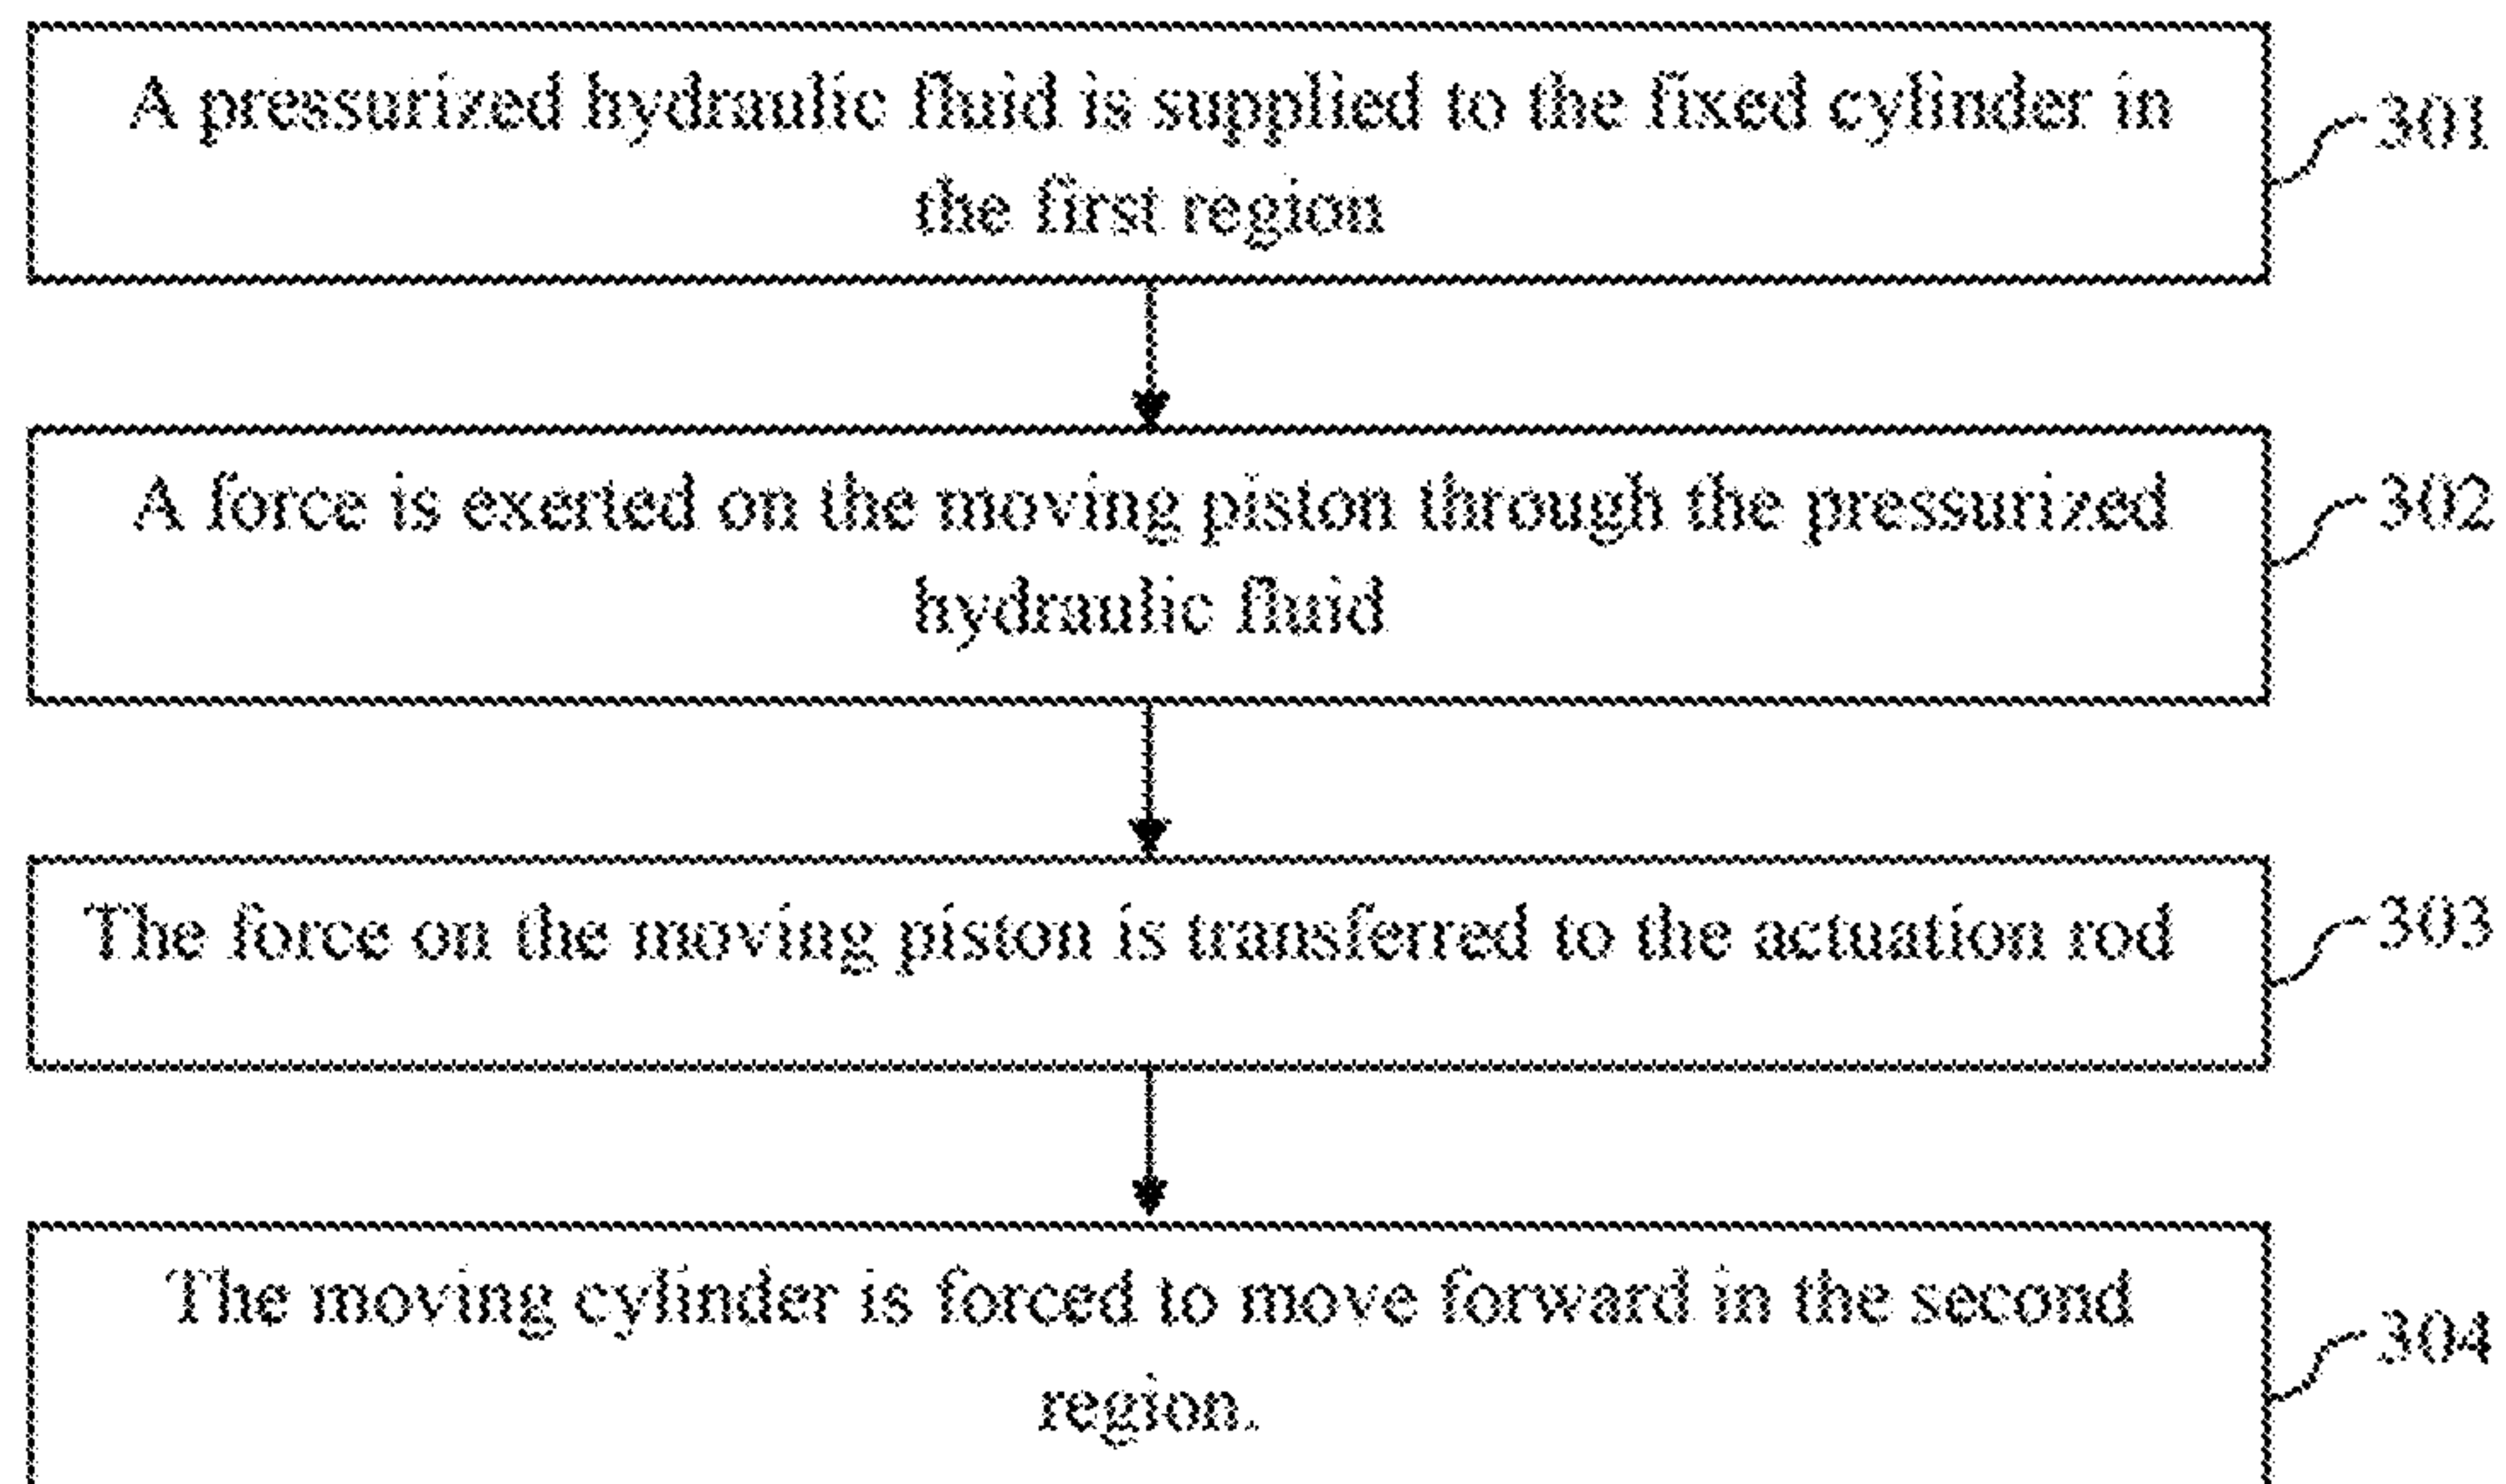 A pressurized hydraulic fluid is supplied to the fixed cylinder in
the first region
301
A force is exerted on the moving piston through the pressurized
hydraulic fluid
302
The force on the moving piston is transferred to the actuation rod
303
The moving cylinder is forced to move forward in the second
region.
304